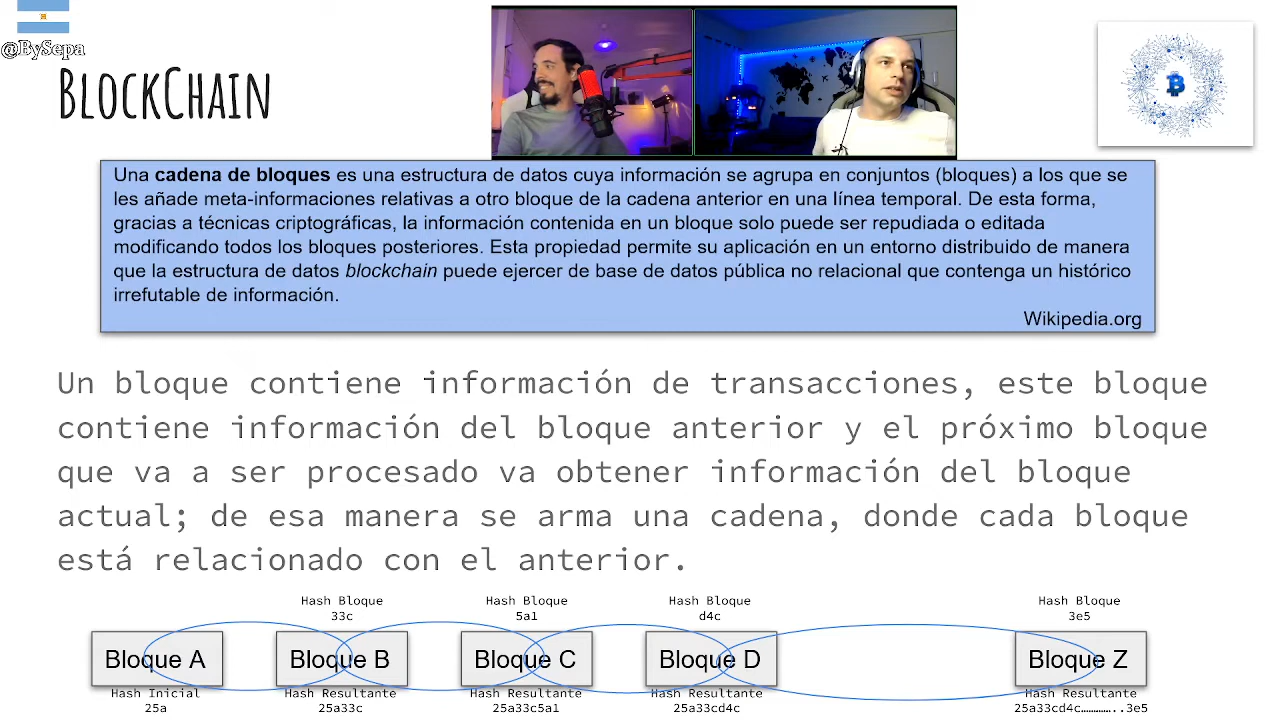 @BySepa
BLOCKCHAIN
Una cadena de bloques es una estructura de datos cuya información se agrupa en conjuntos (bloques) a los que se
les añade meta-informaciones relativas a otro bloque de la cadena anterior en una línea temporal. De esta forma,
gracias a técnicas criptográficas, la información contenida en un bloque solo puede ser repudiada o editada
modificando todos los bloques posteriores. Esta propiedad permite su aplicación en un entorno distribuido de manera
que la estructura de datos blockchain puede ejercer de base de datos pública no relacional que contenga un histórico
irrefutable de información.
Wikipedia.org
Un bloque contiene información de transacciones, este bloque
contiene información del bloque anterior y el próximo bloque
que va a ser procesado va obtener información del bloque
actual; de esa manera se arma una cadena, donde cada bloque
está relacionado con el anterior.
Hash Bloque Hash Bloque Hash Bloque Hash Bloque
33c 5a1 d4c 3e5
Bloque A Bloque B Bloque C Bloque D Bloque Z
Hash Inicial Hash Resultante Hash Resultante Hash Resultante Hash Resultante
25a 25a33c 25a33c5a1 25a33cd4c 25a33cd4c…………..3e5